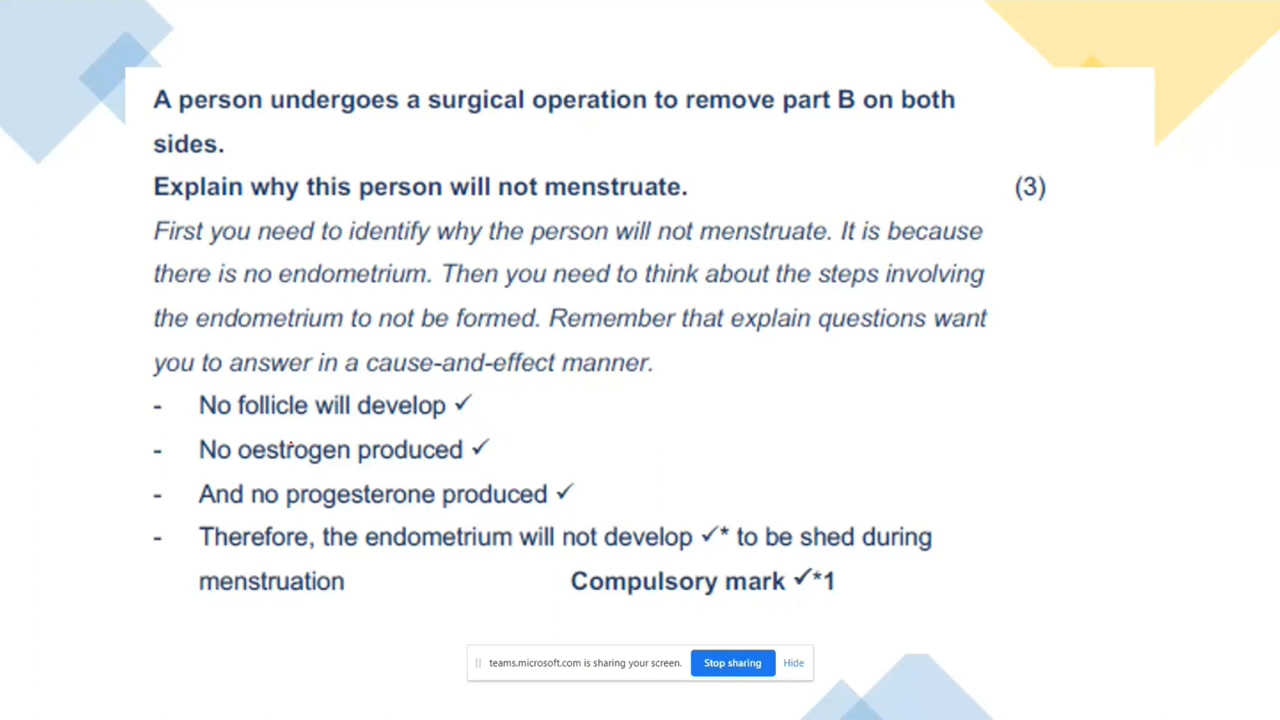 A person undergoes a surgical operation to remove part B on both
sides.
Explain why this person will not menstruate. (3)
First you need to identify why the person will not menstruate. It is because
there is no endometrium. Then you need to think about the steps involving
the endometrium to not be formed. Remember that explain questions want
you to answer in a cause-and-effect manner.
- No follicle will develop ✓
- No oestrogen produced ✓
- And no progesterone produced ✓
- Therefore, the endometrium will not develop ✓* to be shed during
menstruation Compulsory mark ✓*1
teams.microsoft.com is sharing your screen. Stop sharing Hide